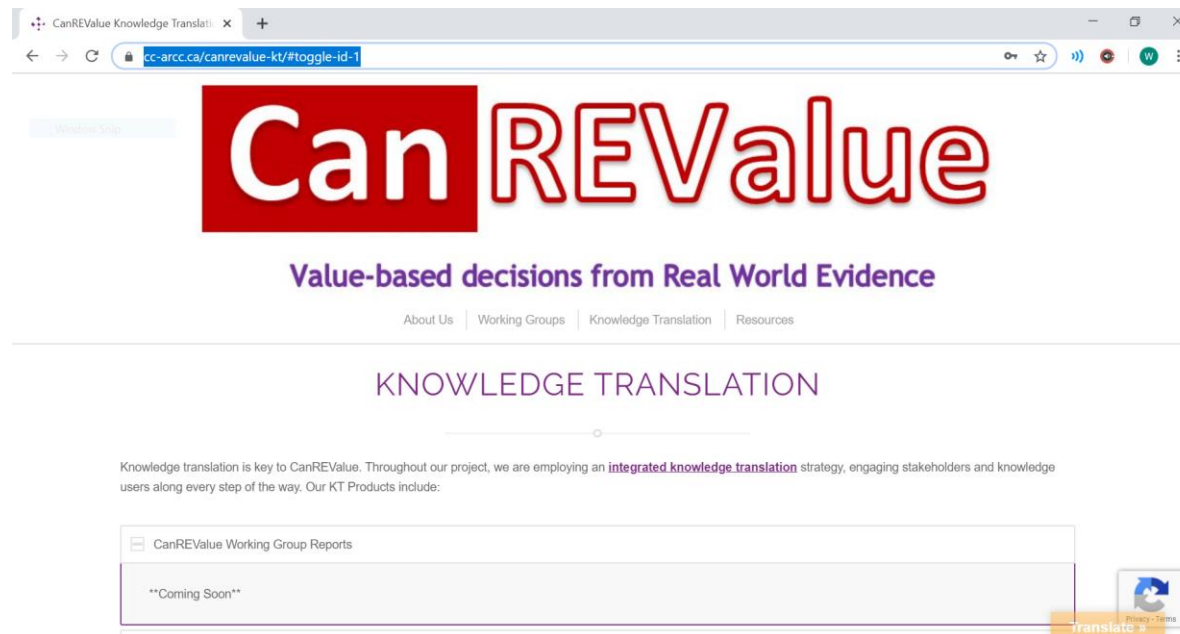 CanREValue Knowledge Translati
cc-arcc.ca/canrevalue-kt/#toggle-id-1
W
Window Snip
Can REValue
Value-based decisions from Real World Evidence
About Us Working Groups Knowledge Translation Resources
KNOWLEDGE TRANSLATION
Knowledge translation is key to CanREValue. Throughout our project, we are employing an integrated knowledge translation strategy, engaging stakeholders and knowledge
users along every step of the way. Our KT Products include:
CanREValue Working Group Reports
**Coming Soon**
Privacy - Terms
Translate »